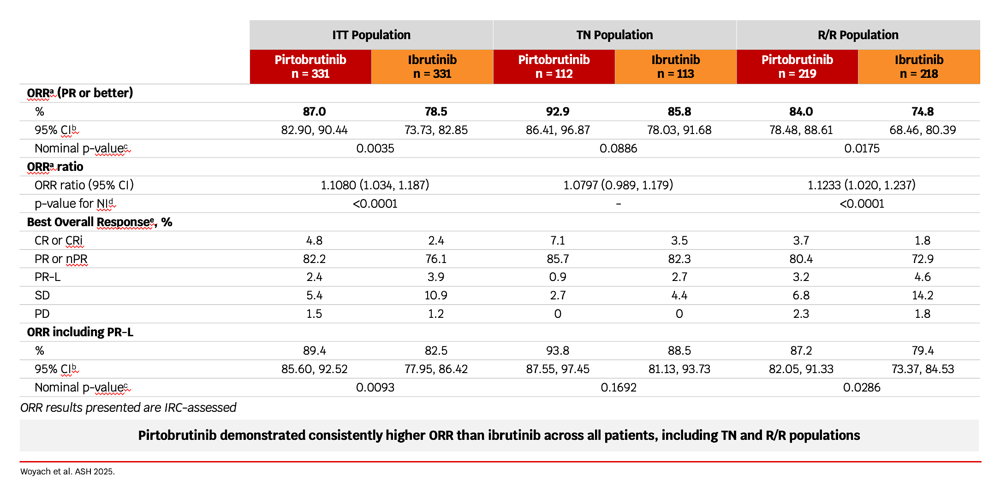 ITT Population TN Population R/R Population
Pirtobrutinib n = 331 Ibrutinib n = 331 Pirtobrutinib n = 112 Ibrutinib n = 113 Pirtobrutinib n = 219 Ibrutinib n = 218
ORRᵃ (PR or better)
% 87.0 78.5 92.9 85.8 84.0 74.8
95% CIᵇ 82.90, 90.44 73.73, 82.85 86.41, 96.87 78.03, 91.68 78.48, 88.61 68.46, 80.39
Nominal p-valueᶜ 0.0035 0.0886 0.0175
ORRᵃ ratio
ORR ratio (95% CI) 1.1080 (1.034, 1.187) 1.0797 (0.989, 1.179) 1.1233 (1.020, 1.237)
p-value for NIᵈ <0.0001 – <0.0001
Best Overall Responseᵉ, %
CR or CRi 4.8 2.4 7.1 3.5 3.7 1.8
PR or nPR 82.2 76.1 85.7 82.3 80.4 72.9
PR-L 2.4 3.9 0.9 2.7 3.2 4.6
SD 5.4 10.9 2.7 4.4 6.8 14.2
PD 1.5 1.2 0 0 2.3 1.8
ORR including PR-L
% 89.4 82.5 93.8 88.5 87.2 79.4
95% CIᵇ 85.60, 92.52 77.95, 86.42 87.55, 97.45 81.13, 93.73 82.05, 91.33 73.37, 84.53
Nominal p-valueᶜ 0.0093 0.1692 0.0286
ORR results presented are IRC-assessed
Pirtobrutinib demonstrated consistently higher ORR than ibrutinib across all patients, including TN and R/R populations
Woyach et al. ASH 2025.